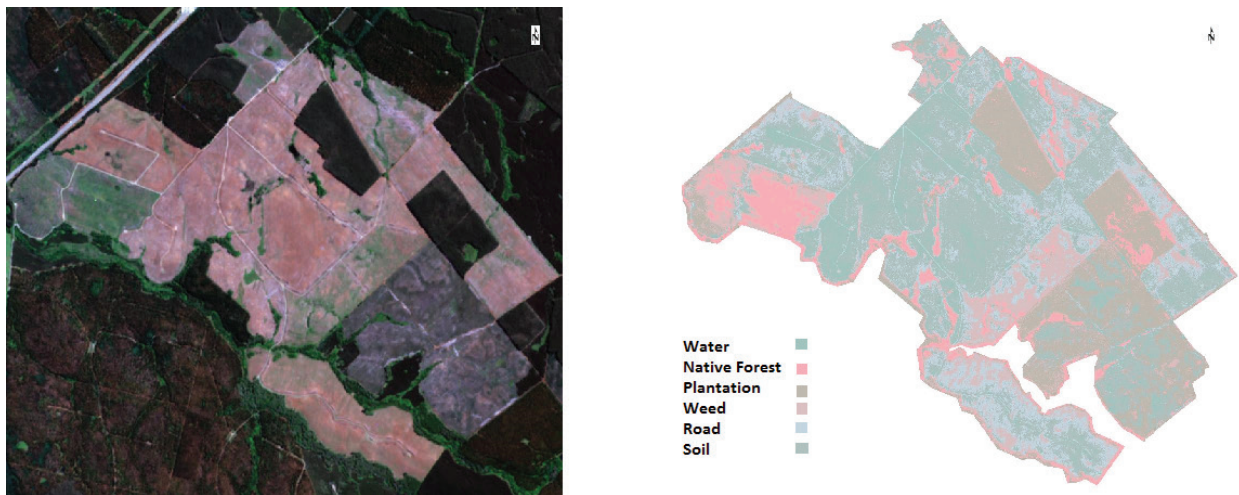 N
N
Water
Native Forest
Plantation
Weed
Road
Soil